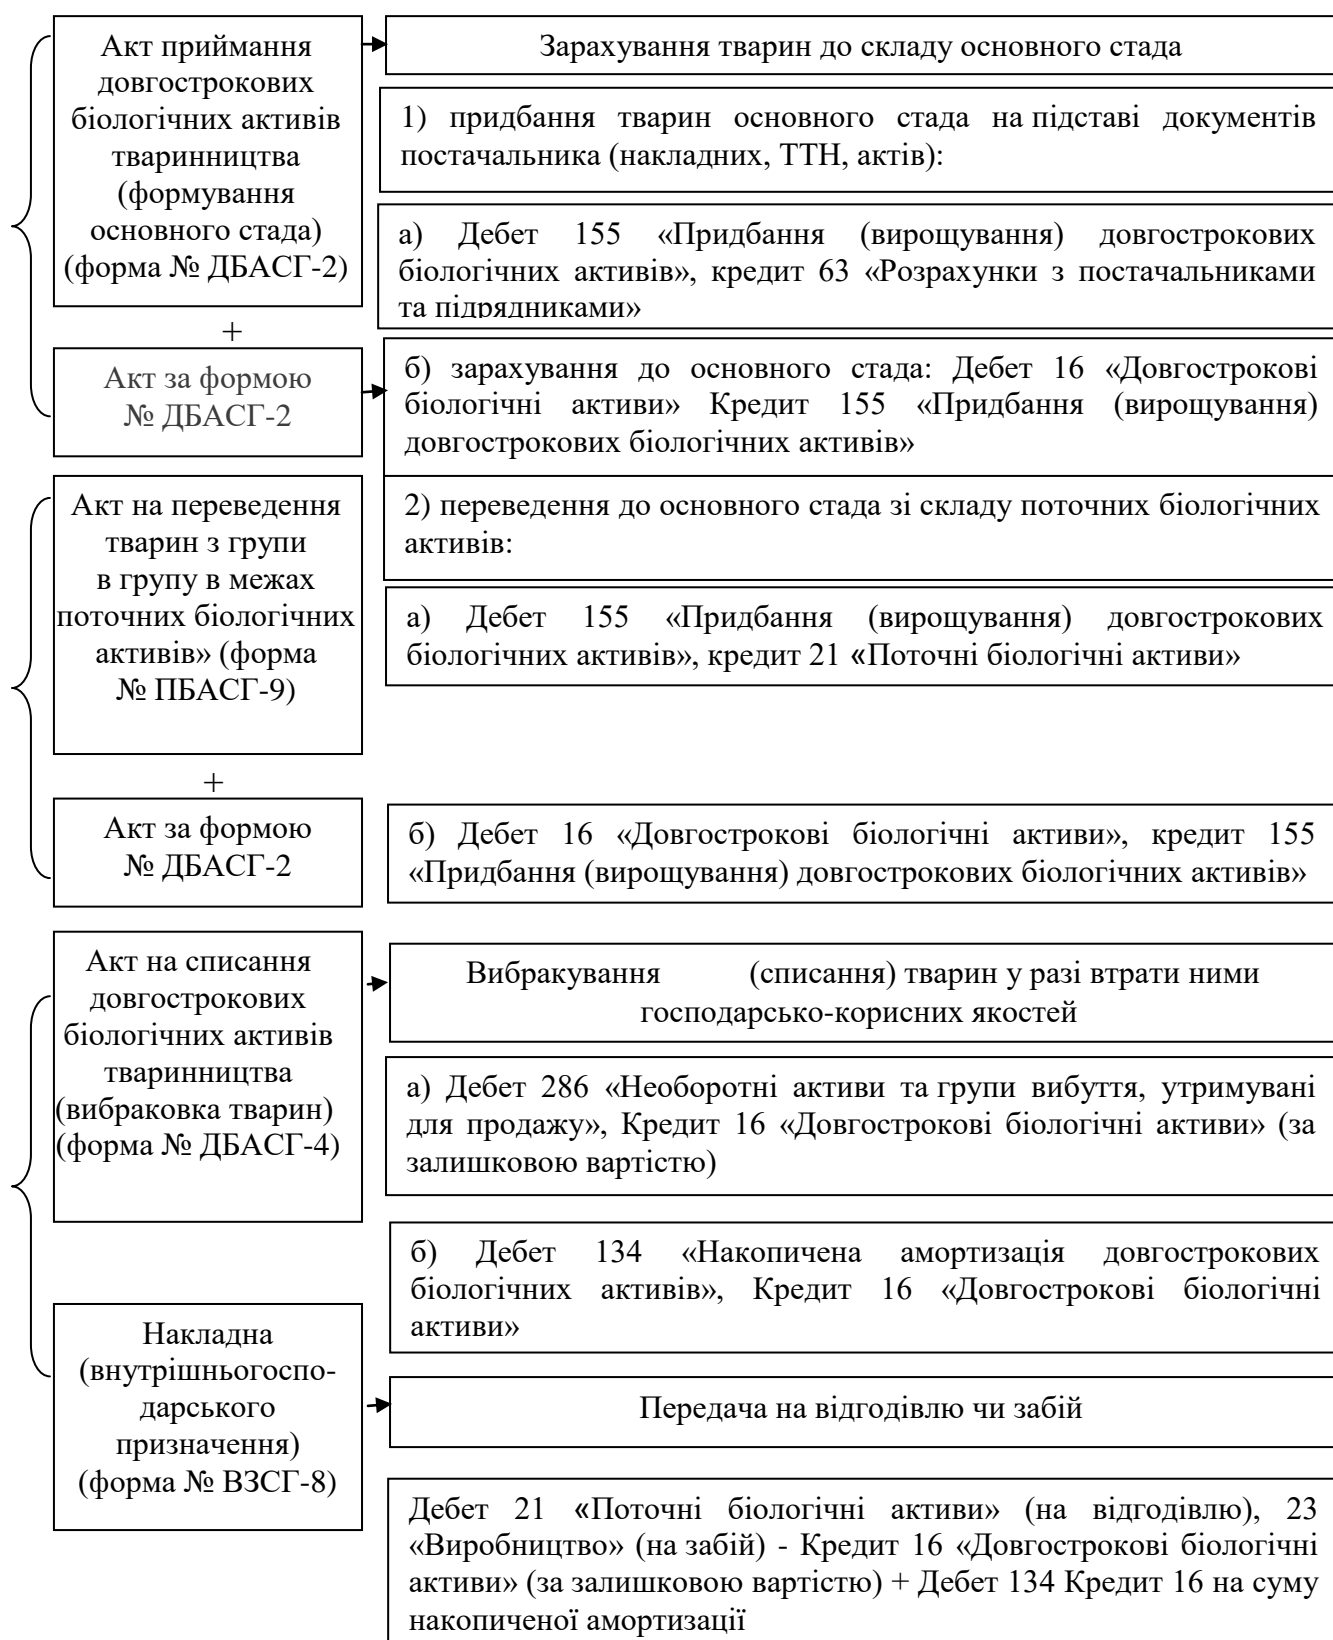 Акт приймання
довгострокових
біологічних активів
тваринництва
(формування
основного стада)
(форма № ДБАСГ-2)
+
Акт за формою
№ ДБАСГ-2
Зарахування тварин до складу основного стада
1) придбання тварин основного стада на підставі документів
постачальника (накладних, ТТН, актів):
а) Дебет 155 «Придбання (вирощування) довгострокових
біологічних активів», кредит 63 «Розрахунки з постачальниками
та підрядниками»
б) зарахування до основного стада: Дебет 16 «Довгострокові
біологічні активи» Кредит 155 «Придбання (вирощування)
довгострокових біологічних активів»
Акт на переведення
тварин з групи
в групу в межах
поточних біологічних
активів» (форма
№ ПБАСГ-9)
+
Акт за формою
№ ДБАСГ-2
2) переведення до основного стада зі складу поточних біологічних
активів:
а) Дебет 155 «Придбання (вирощування) довгострокових
біологічних активів», кредит 21 «Поточні біологічні активи»
б) Дебет 16 «Довгострокові біологічні активи», кредит 155
«Придбання (вирощування) довгострокових біологічних активів»
Акт на списання
довгострокових
біологічних активів
тваринництва
(вибраковка тварин)
(форма № ДБАСГ-4)
Вибракування (списання) тварин у разі втрати ними
господарсько-корисних якостей
а) Дебет 286 «Необоротні активи та групи вибуття, утримувані
для продажу», Кредит 16 «Довгострокові біологічні активи» (за
залишковою вартістю)
б) Дебет 134 «Накопичена амортизація довгострокових
біологічних активів», Кредит 16 «Довгострокові біологічні
активи»
Накладна
(внутрішньогоспо-
дарського
призначення)
(форма № ВЗСГ-8)
Передача на відгодівлю чи забій
Дебет 21 «Поточні біологічні активи» (на відгодівлю), 23
«Виробництво» (на забій) - Кредит 16 «Довгострокові біологічні
активи» (за залишковою вартістю) + Дебет 134 Кредит 16 на суму
накопиченої амортизації